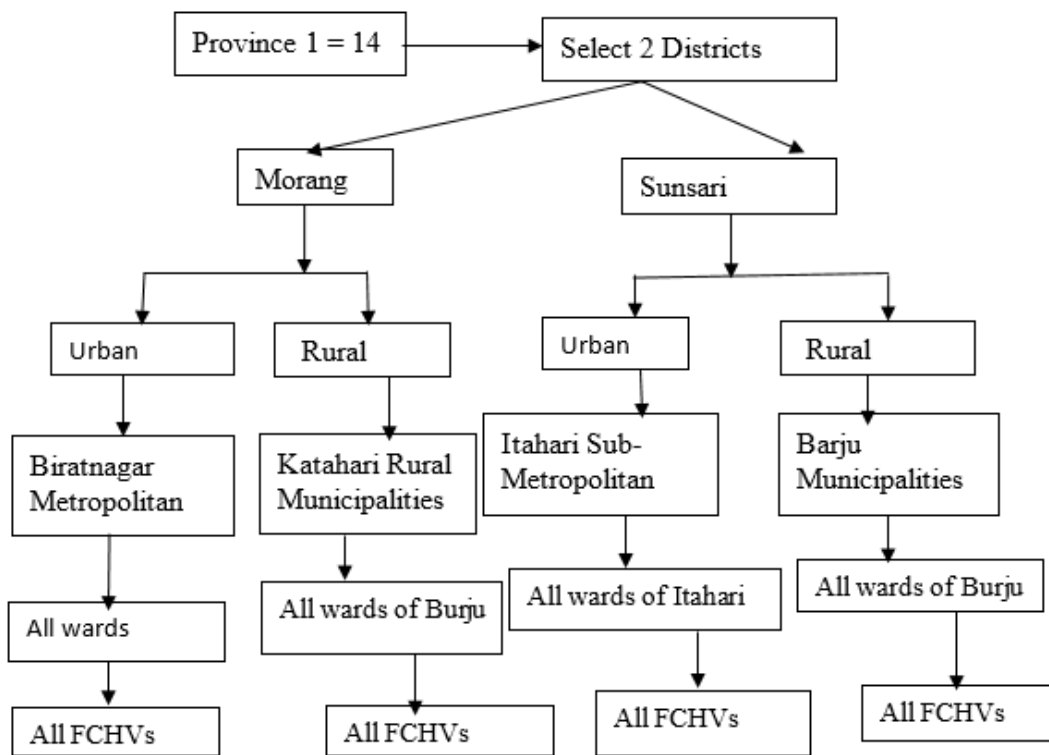 Province 1 = 14
Select 2 Districts
Morang
Sunsari
Urban
Rural
Urban
Rural
Biratnagar
Metropolitan
Katahari Rural
Municipalities
Itahari Sub-
Metropolitan
Barju
Municipalities
All wards
All wards of Burju
All wards of Itahari
All wards of Burju
All FCHVs
All FCHVs
All FCHVs
All FCHVs